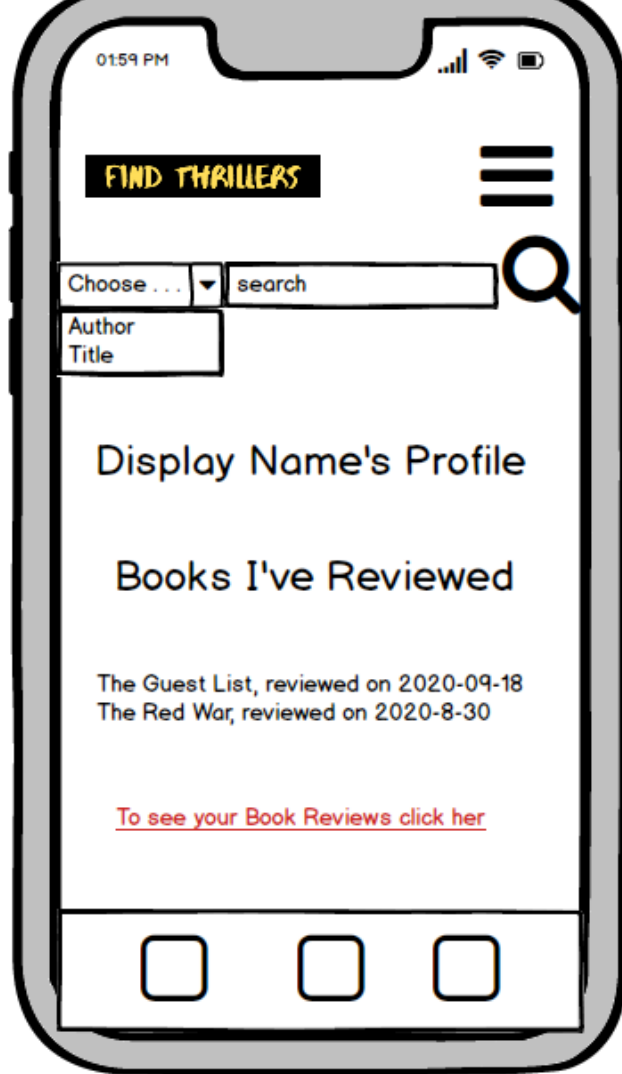 01:59 PM
FIND THRILLERS
Choose . . .
search
Author
Title
Display Name's Profile
Books I've Reviewed
The Guest List, reviewed on 2020-09-18
The Red War, reviewed on 2020-8-30
To see your Book Reviews click her